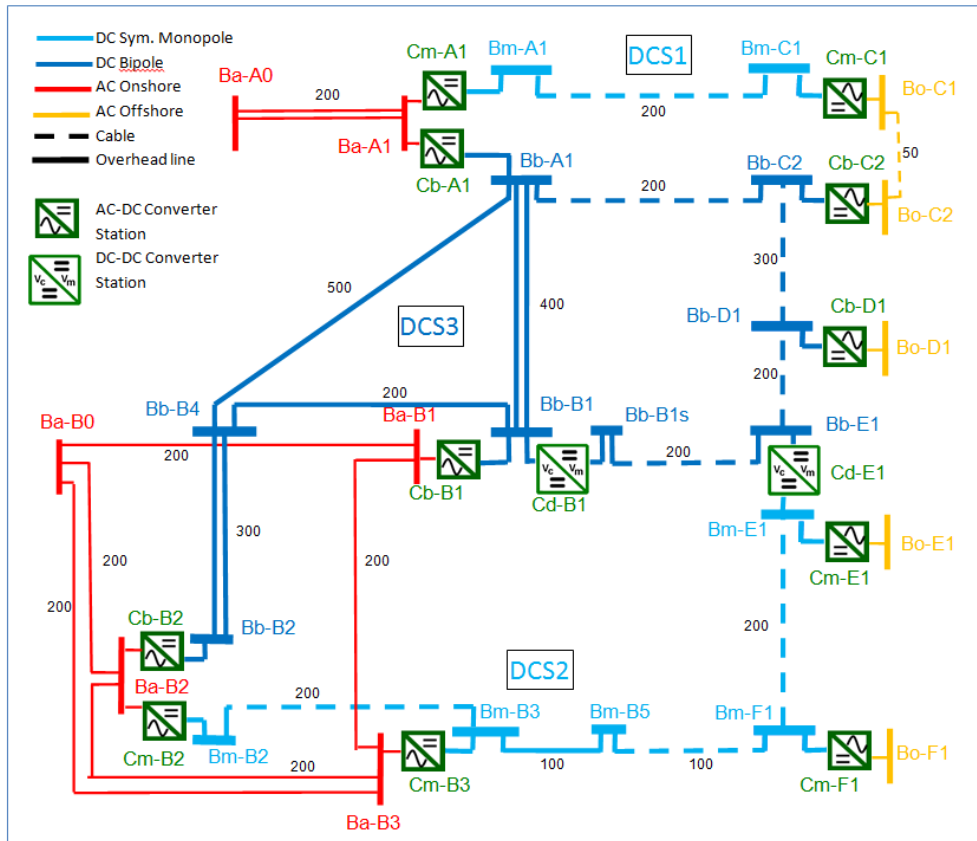 DC Sym. Monopole
DC Bipole
AC Onshore
AC Offshore
Cable
Overhead line
AC-DC Converter
Station
DC-DC Converter
Station
Vc
Vm
Cm-A1
Bm-A1
DCS1
Bm-C1
Cm-C1
Bo-C1
Ba-A0
200
200
Ba-A1
50
Cb-A1
Bb-A1
Bb-C2
Cb-C2
200
Bo-C2
300
500
400
DCS3
Bb-D1
Cb-D1
Bo-D1
200
200
Bb-B4
Ba-B1
Bb-B1
Bb-B1s
Bb-E1
Ba-B0
200
200
Vc
Vm
Vc
Vm
Cd-E1
Cb-B1
Cd-B1
Bm-E1
300
Bo-E1
200
200
Cm-E1
200
Cb-B2
Bb-B2
200
Ba-B2
DCS2
200
Bm-B3
Bm-B5
Bm-F1
Cm-B2
Bm-B2
Bo-F1
200
Cm-B3
100
100
Cm-F1
Ba-B3